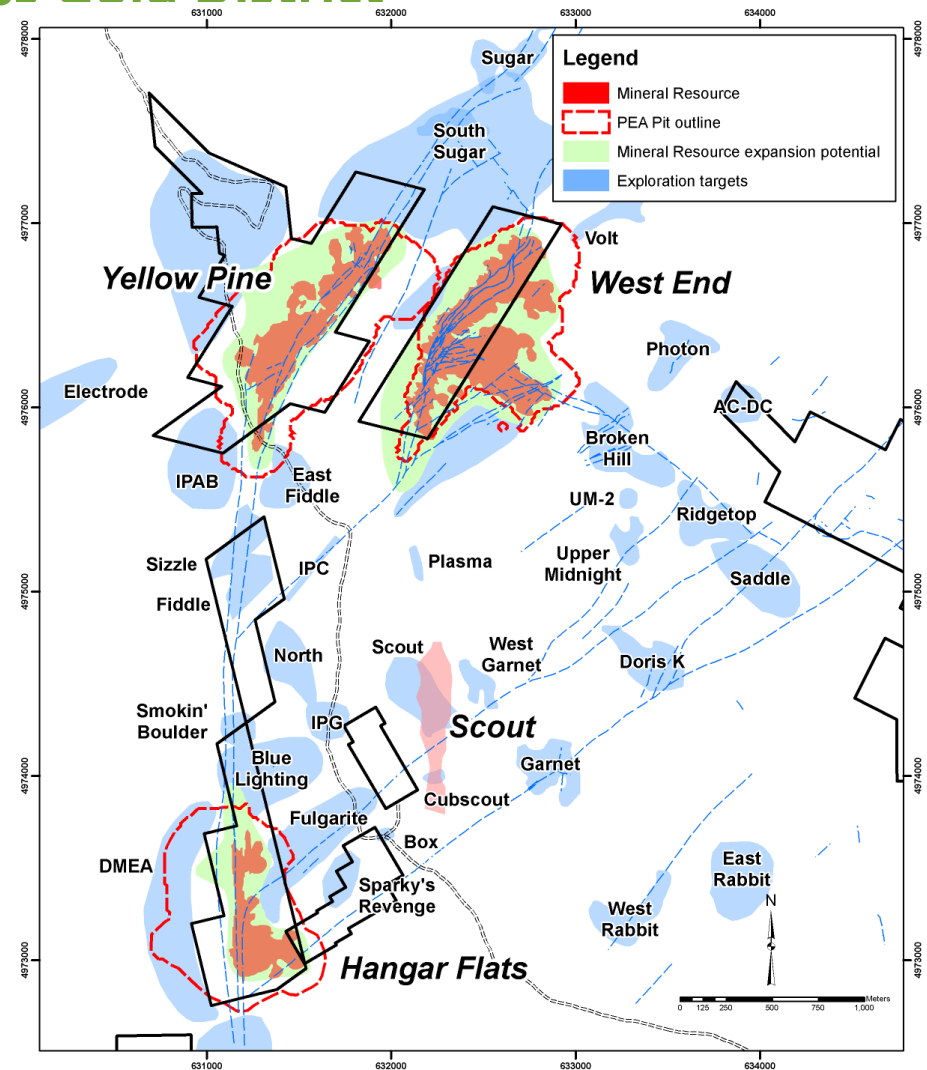 Gold District
631000 632000 633000 634000
4978000 4978000
Sugar
Legend
Mineral Resource
PEA Pit outline
Mineral Resource expansion potential
Exploration targets
South
Sugar
4977000 4977000
Volt
Yellow Pine
West End
Photon
Electrode
AC-DC
4976000 4976000
Broken
Hill
IPAB
East
Fiddle
UM-2
Ridgetop
Sizzle
IPC
Plasma
Upper
Midnight
Saddle
4975000 4975000
Fiddle
North
Scout
West
Garnet
Doris K
Smokin'
Boulder
IPG
Scout
Blue
Lighting
Garnet
4974000 4974000
Cubscout
Fulgarite
Box
DMEA
East
Rabbit
Sparky's
Revenge
West
Rabbit
N
4973000 4973000
Hangar Flats
Meters
0 125 250 500 750 1,000
631000 632000 633000 634000